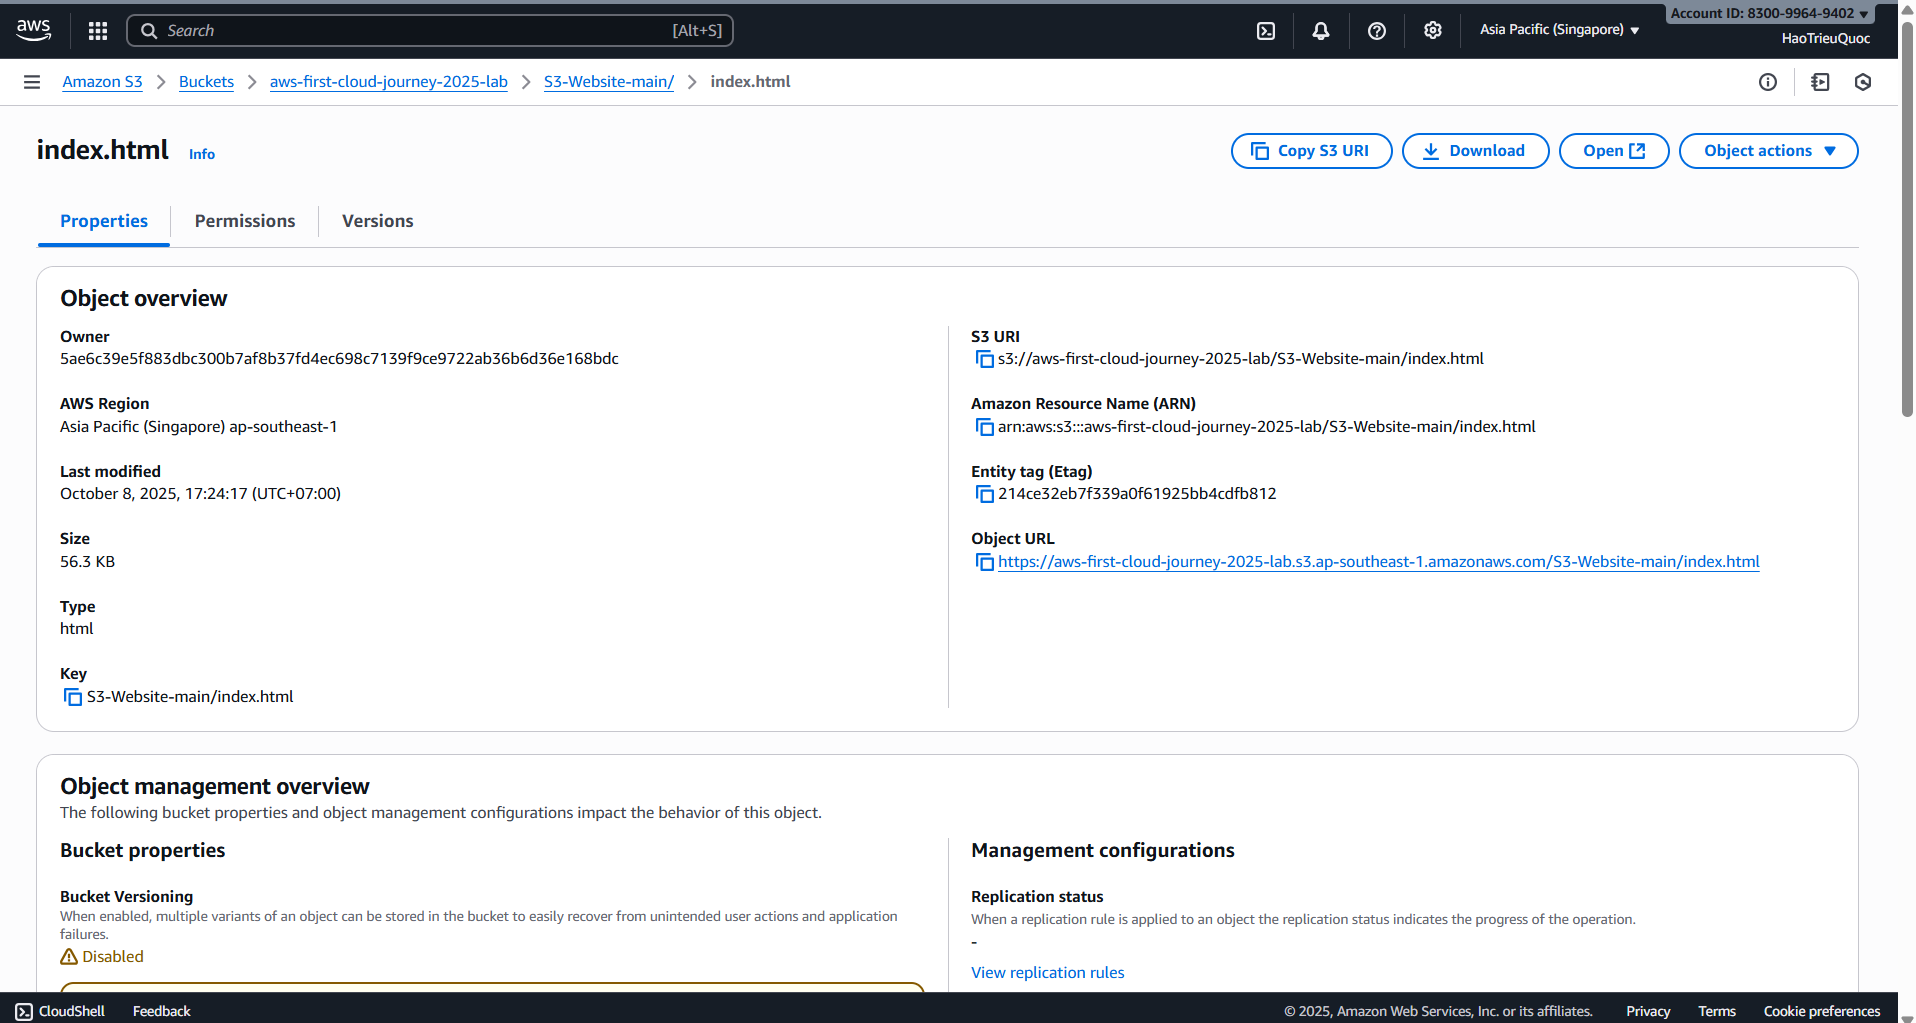 aws
Search
[Alt+S]
Asia Pacific (Singapore)
Account ID: 8300-9964-9402
HaoTrieuQuoc
Amazon S3
Buckets
aws-first-cloud-journey-2025-lab
S3-Website-main/
index.html
index.html
Info
Copy S3 URI
Download
Open
Object actions
Properties
Permissions
Versions
Object overview
Owner
5ae6c39e5f883dbc300b7af8b37fd4ec698c7139f9ce9722ab36b6d36e168bdc
AWS Region
Asia Pacific (Singapore) ap-southeast-1
Last modified
October 8, 2025, 17:24:17 (UTC+07:00)
Size
56.3 KB
Type
html
Key
S3-Website-main/index.html
S3 URI
s3://aws-first-cloud-journey-2025-lab/S3-Website-main/index.html
Amazon Resource Name (ARN)
arn:aws:s3:::aws-first-cloud-journey-2025-lab/S3-Website-main/index.html
Entity tag (Etag)
214ce32eb7f339a0f61925bb4cdfb812
Object URL
https://aws-first-cloud-journey-2025-lab.s3.ap-southeast-1.amazonaws.com/S3-Website-main/index.html
Object management overview
The following bucket properties and object management configurations impact the behavior of this object.
Bucket properties
Bucket Versioning
When enabled, multiple variants of an object can be stored in the bucket to easily recover from unintended user actions and application
failures.
Disabled
Management configurations
Replication status
When a replication rule is applied to an object the replication status indicates the progress of the operation.
-
View replication rules
CloudShell
Feedback
© 2025, Amazon Web Services, Inc. or its affiliates.
Privacy
Terms
Cookie preferences